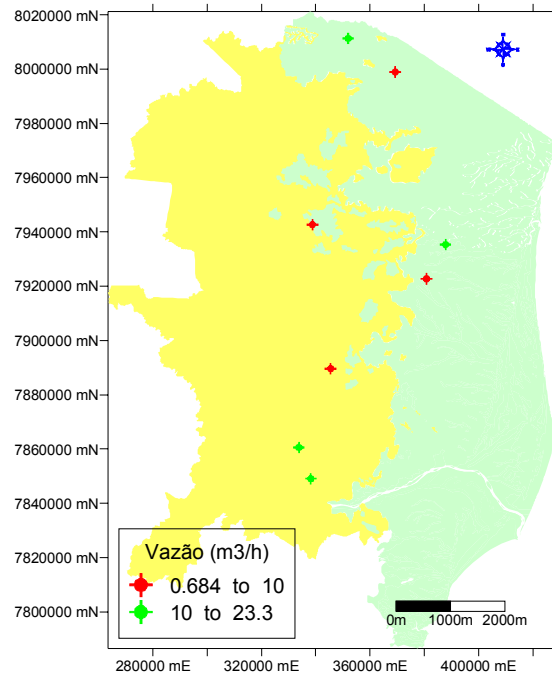 8020000 mN
8000000 mN
7980000 mN
7960000 mN
7940000 mN
7920000 mN
7900000 mN
7880000 mN
7860000 mN
7840000 mN
7820000 mN
7800000 mN
Vazão (m3/h)
0.684 to 10
10 to 23.3
0m 1000m 2000m
280000 mE 320000 mE 360000 mE 400000 mE